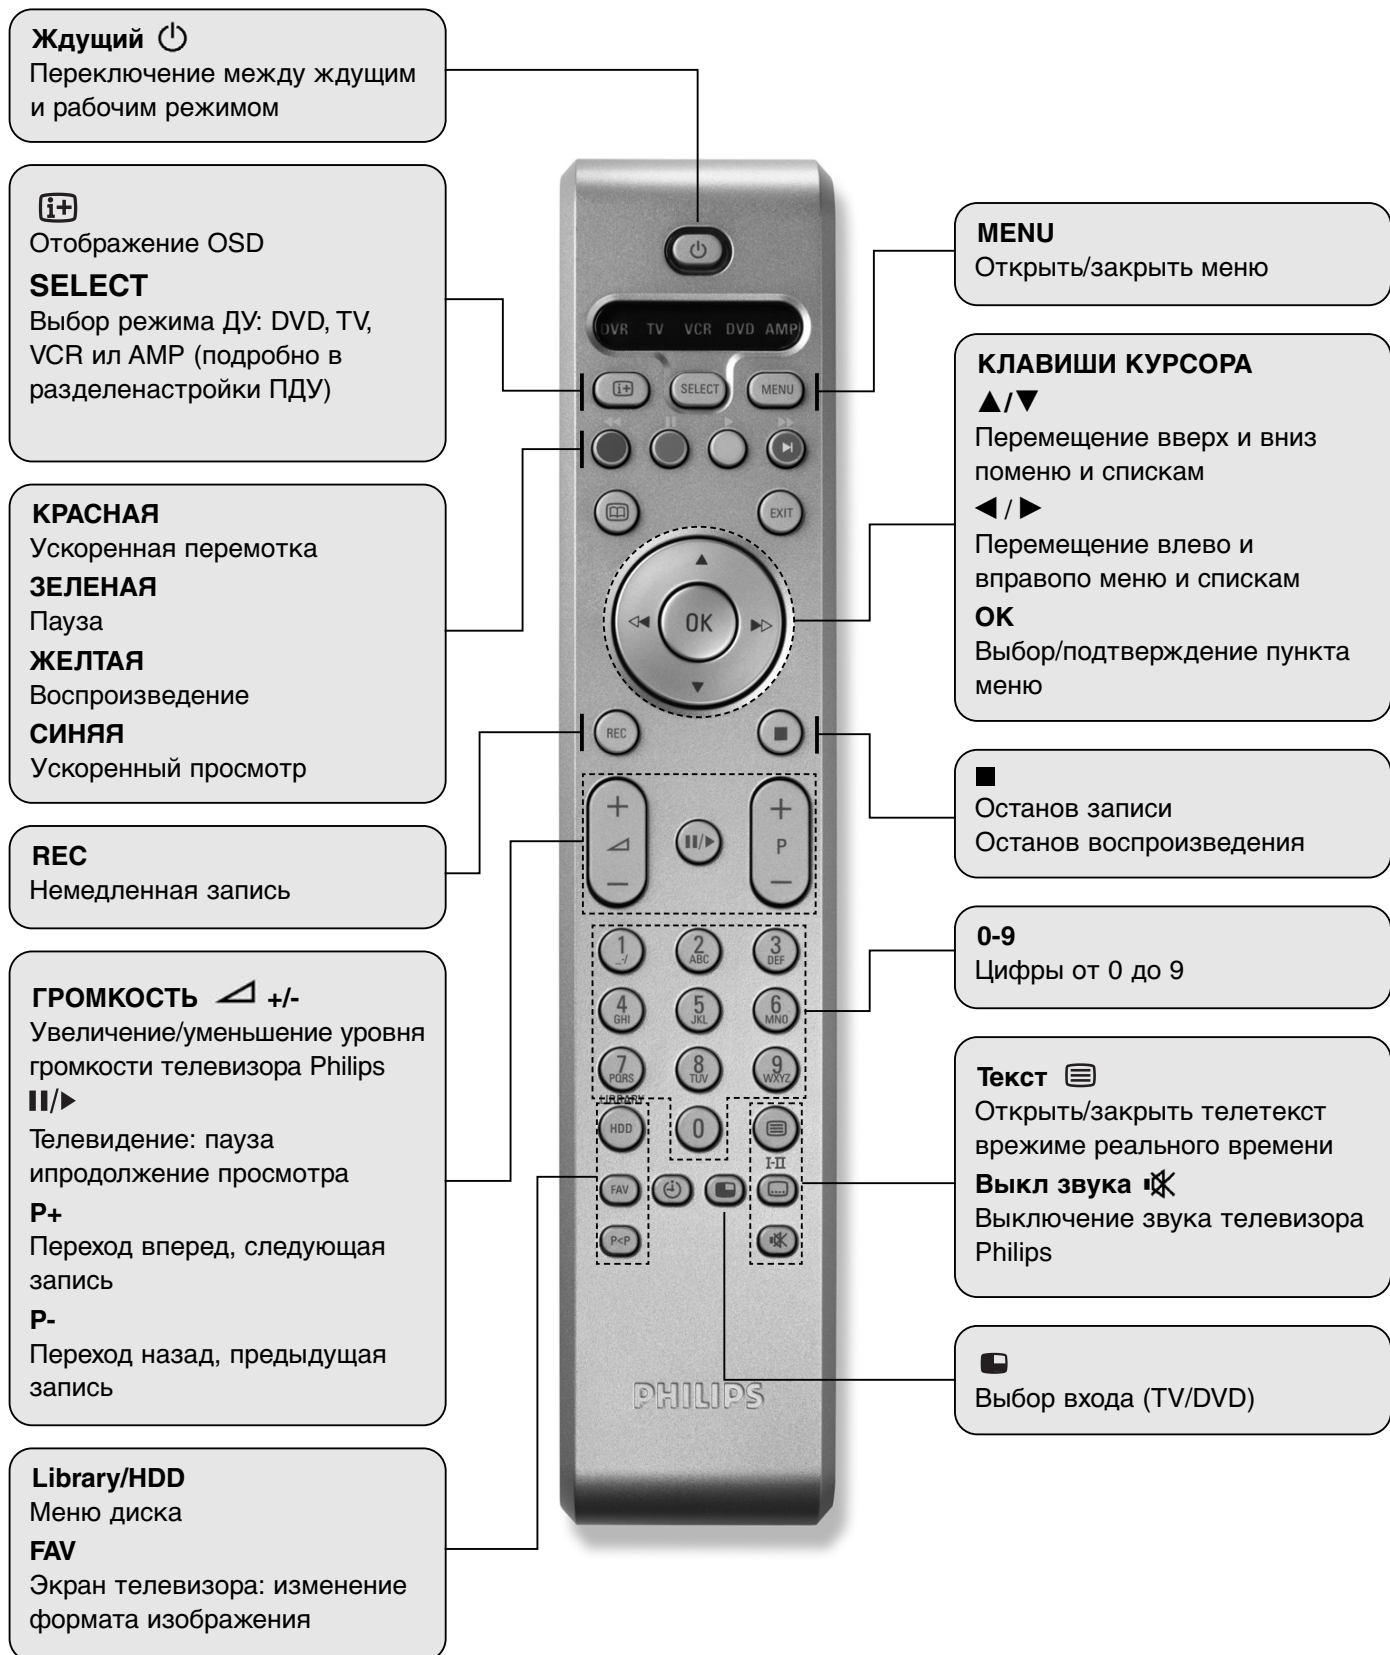 Ждущий
Переключение между ждущим
и рабочим режимом
i+
Отображение OSD
SELECT
Выбор режима ДУ: DVD, TV,
VCR ил AMP (подробно в
разделенастройки ПДУ)
КРАСНАЯ
Ускоренная перемотка
ЗЕЛЕНАЯ
Пауза
ЖЕЛТАЯ
Воспроизведение
СИНЯЯ
Ускоренный просмотр
REC
Немедленная запись
ГРОМКОСТЬ +/-
Увеличение/уменьшение уровня
громкости телевизора Philips
II/▶
Телевидение: пауза
ипродолжение просмотра
P+
Переход вперед, следующая
запись
P-
Переход назад, предыдущая
запись
Library/HDD
Меню диска
FAV
Экран телевизора: изменение
формата изображения
DVR TV VCR DVD AMP
i+ SELECT MENU
EXIT
OK
REC
+ +
II/▶ P
— —
1 2 3
_-/ ABC DEF
4 5 6
GHI JKL MNO
7 8 9
PQRS TUV WXYZ
LIBRARY
HDD 0
I-II
FAV
P<P
PHILIPS
MENU
Открыть/закрыть меню
КЛАВИШИ КУРСОРА
▲/▼
Перемещение вверх и вниз
поменю и спискам
◀ / ▶
Перемещение влево и
вправопо меню и спискам
OK
Выбор/подтверждение пункта
меню
■
Останов записи
Останов воспроизведения
0-9
Цифры от 0 до 9
Текст
Открыть/закрыть телетекст
врежиме реального времени
Выкл звука
Выключение звука телевизора
Philips
Выбор входа (TV/DVD)